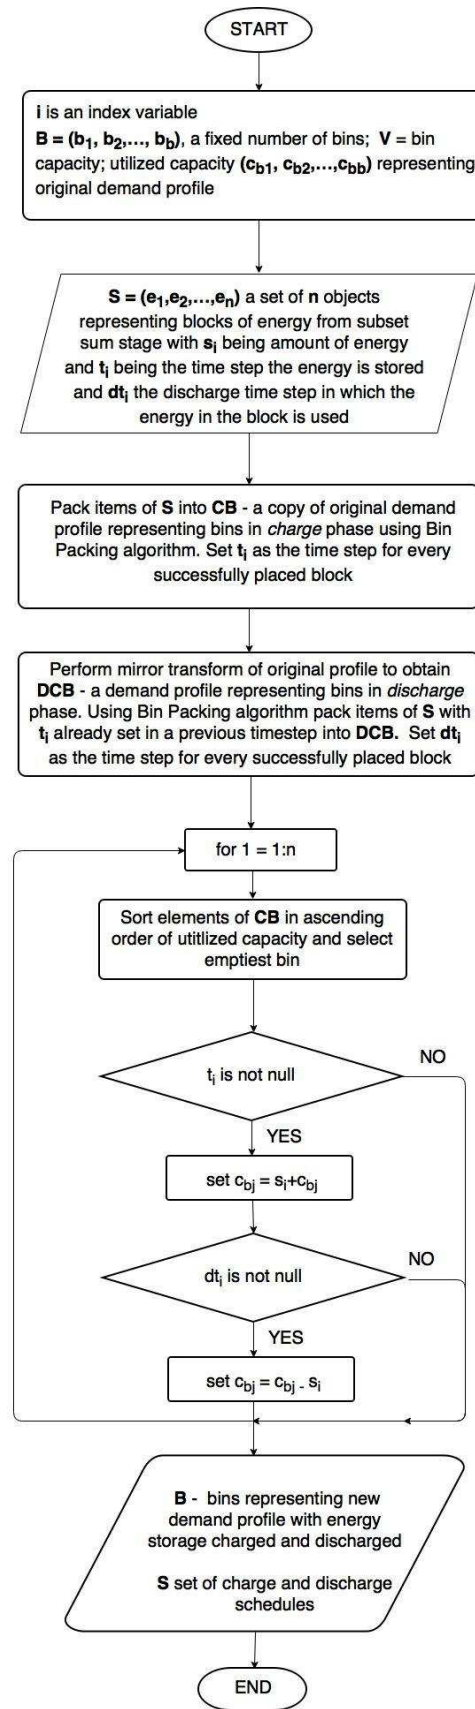 START
i is an index variable
B = (b1, b2,..., bb), a fixed number of bins; V = bin
capacity; utilized capacity (cb1, cb2,...,cbb) representing
original demand profile
S = (e1,e2,...,en) a set of n objects
representing blocks of energy from subset
sum stage with si being amount of energy
and ti being the time step the energy is stored
and dti the discharge time step in which the
energy in the block is used
Pack items of S into CB - a copy of original demand
profile representing bins in charge phase using Bin
Packing algorithm. Set ti as the time step for every
successfully placed block
Perform mirror transform of original profile to obtain
DCB - a demand profile representing bins in discharge
phase. Using Bin Packing algorithm pack items of S with
ti already set in a previous timestep into DCB. Set dti
as the time step for every successfully placed block
for 1 = 1:n
Sort elements of CB in ascending
order of utitlized capacity and select
emptiest bin
ti is not null
NO
YES
set cbj = si+cbj
dti is not null
NO
YES
set cbj = cbj - si
B - bins representing new
demand profile with energy
storage charged and discharged
S set of charge and discharge
schedules
END